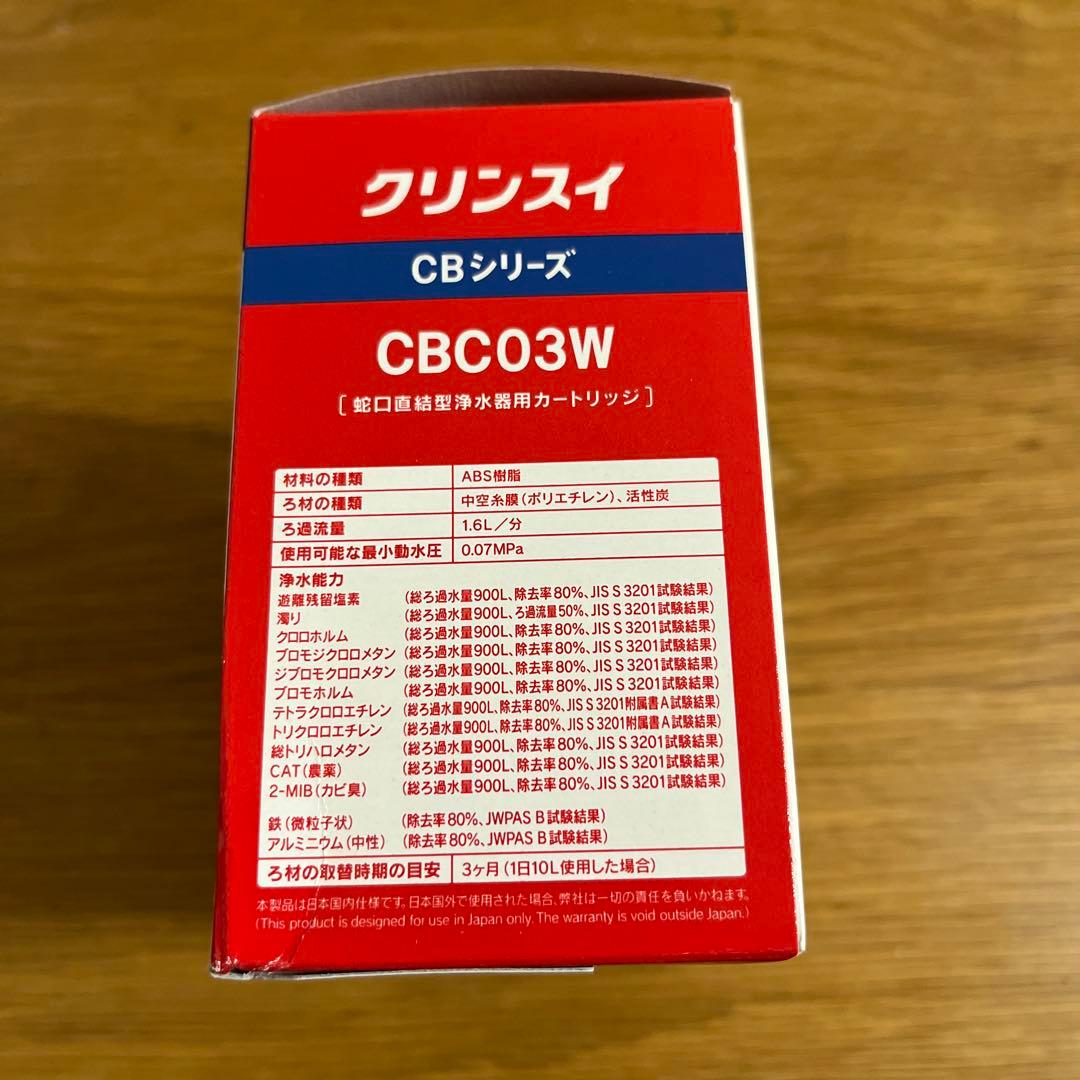 クリンスイ
CBシリーズ
CBC03W
[蛇口直結型浄水器用カートリッジ]
材料の種類 ABS樹脂
ろ材の種類 中空糸膜(ポリエチレン)、活性炭
ろ過流量 1.6L/分
使用可能な最小動水圧 0.07MPa
浄水能力
遊離残留塩素 (総ろ過水量900L、除去率80%、JIS S 3201試験結果)
濁り (総ろ過水量900L、ろ過流量50%、JIS S 3201試験結果)
クロロホルム (総ろ過水量900L、除去率80%、JIS S 3201試験結果)
ブロモジクロロメタン (総ろ過水量900L、除去率80%、JIS S 3201試験結果)
ジブロモクロロメタン (総ろ過水量900L、除去率80%、JIS S 3201試験結果)
ブロモホルム (総ろ過水量900L、除去率80%、JIS S 3201試験結果)
テトラクロロエチレン (総ろ過水量900L、除去率80%、JIS S 3201附属書A試験結果)
トリクロロエチレン (総ろ過水量900L、除去率80%、JIS S 3201附属書A試験結果)
総トリハロメタン (総ろ過水量900L、除去率80%、JIS S 3201試験結果)
CAT(農薬) (総ろ過水量900L、除去率80%、JIS S 3201試験結果)
2-MIB(カビ臭) (総ろ過水量900L、除去率80%、JIS S 3201試験結果)
鉄(微粒子状) (除去率80%、JWPAS B試験結果)
アルミニウム(中性) (除去率80%、JWPAS B試験結果)
ろ材の取替時期の目安 3ヶ月(1日10L使用した場合)
本製品は日本国内仕様です。日本国外で使用された場合、弊社は一切の責任を負いかねます。
(This product is designed for use in Japan only. The warranty is void outside Japan.)